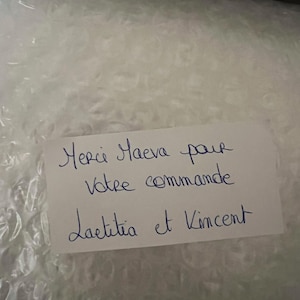 Merci Maeva pour
votre commande
Laetitia et Vincent